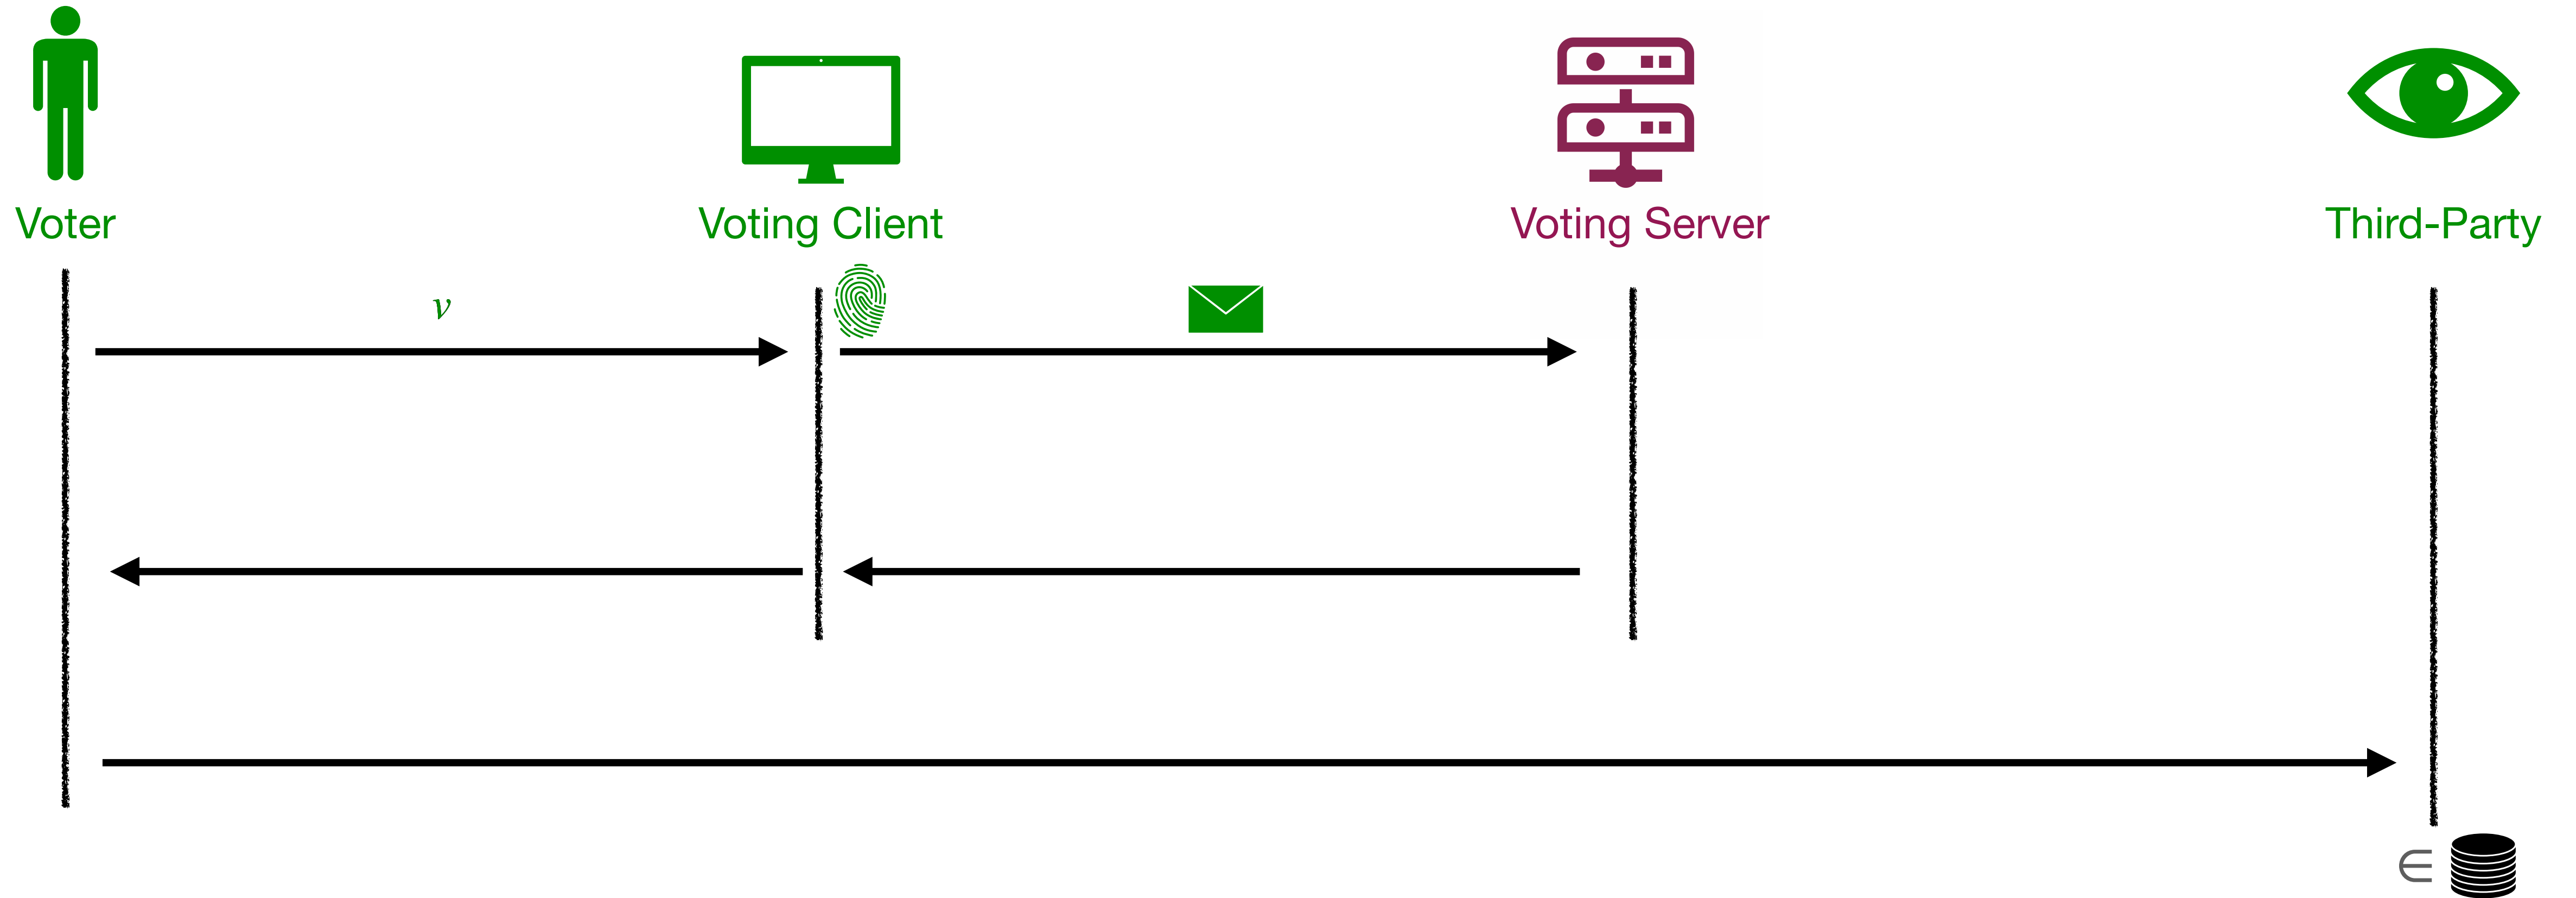 Voter
Voting Client
Voting Server
Third-Party
v
∈